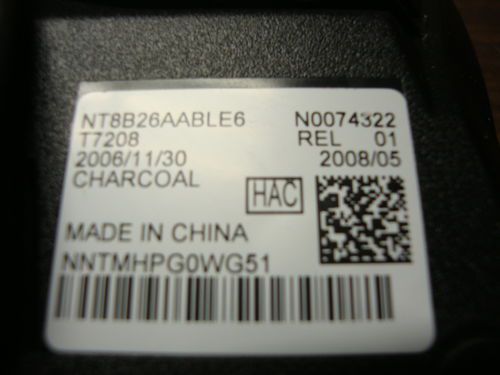 NT8B26AABLE6 N0074322
T7208 REL 01
2006/11/30 2008/05
CHARCOAL
HAC
MADE IN CHINA
NNTMHPG0WG51